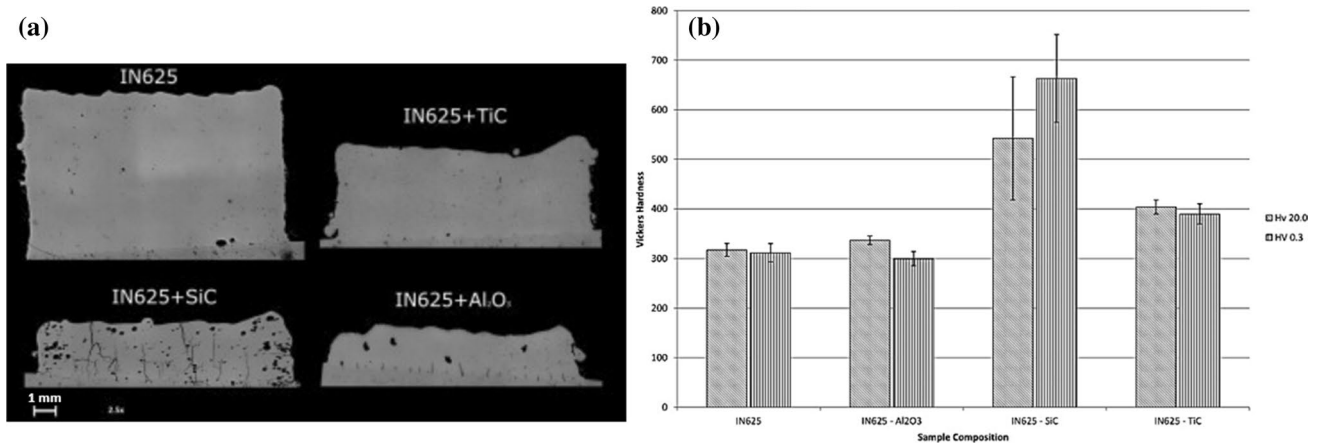 (a)
IN625
IN625+TiC
IN625+SiC
IN625+Al₂O₃
1 mm
2.5x
(b)
800
700
600
500
400
300
200
100
0
Vickers Hardness
IN625
IN625 - Al2O3
IN625 - SiC
IN625 - TiC
Sample Composition
Hv 20.0
HV 0.3